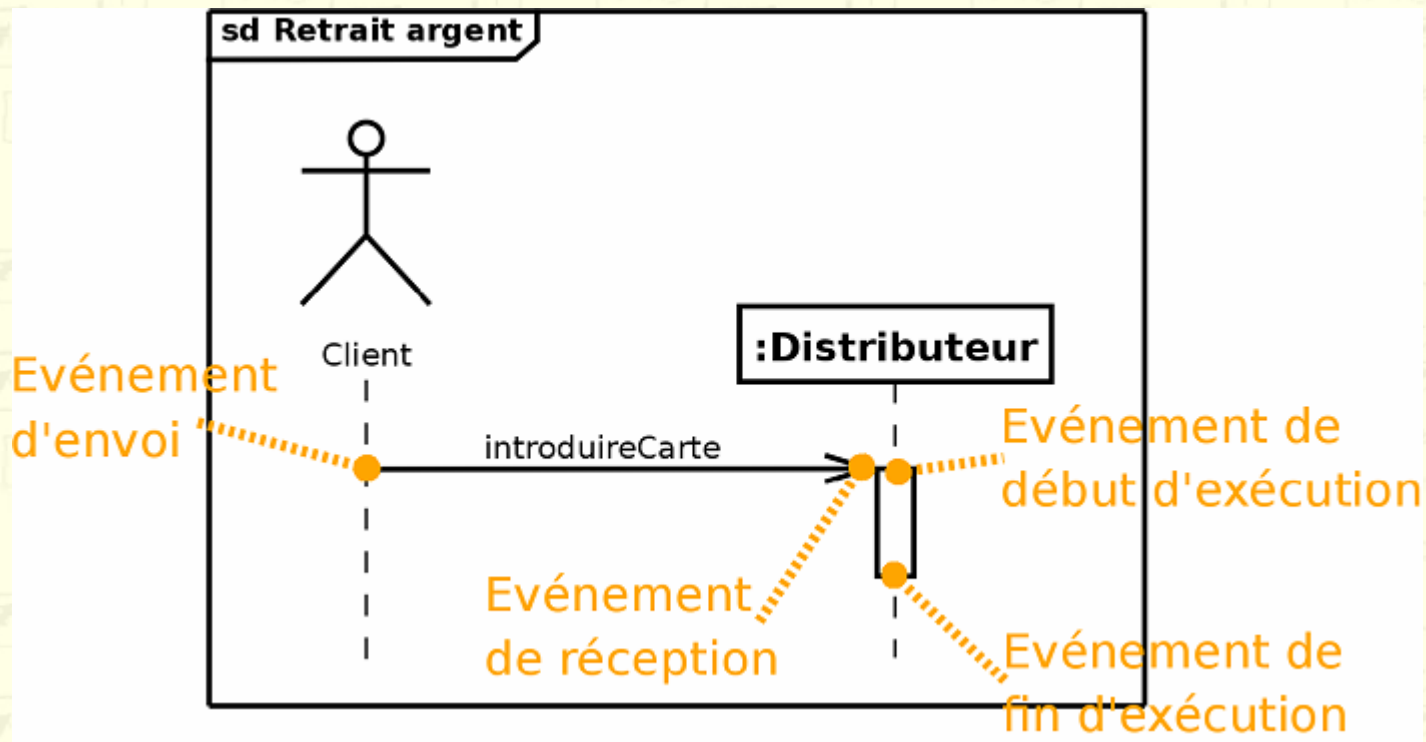 sd Retrait argent
Client
:Distributeur
Evénement
d'envoi
introduireCarte
Evénement de
début d'exécution
Evénement
de réception
Evénement de
fin d'exécution